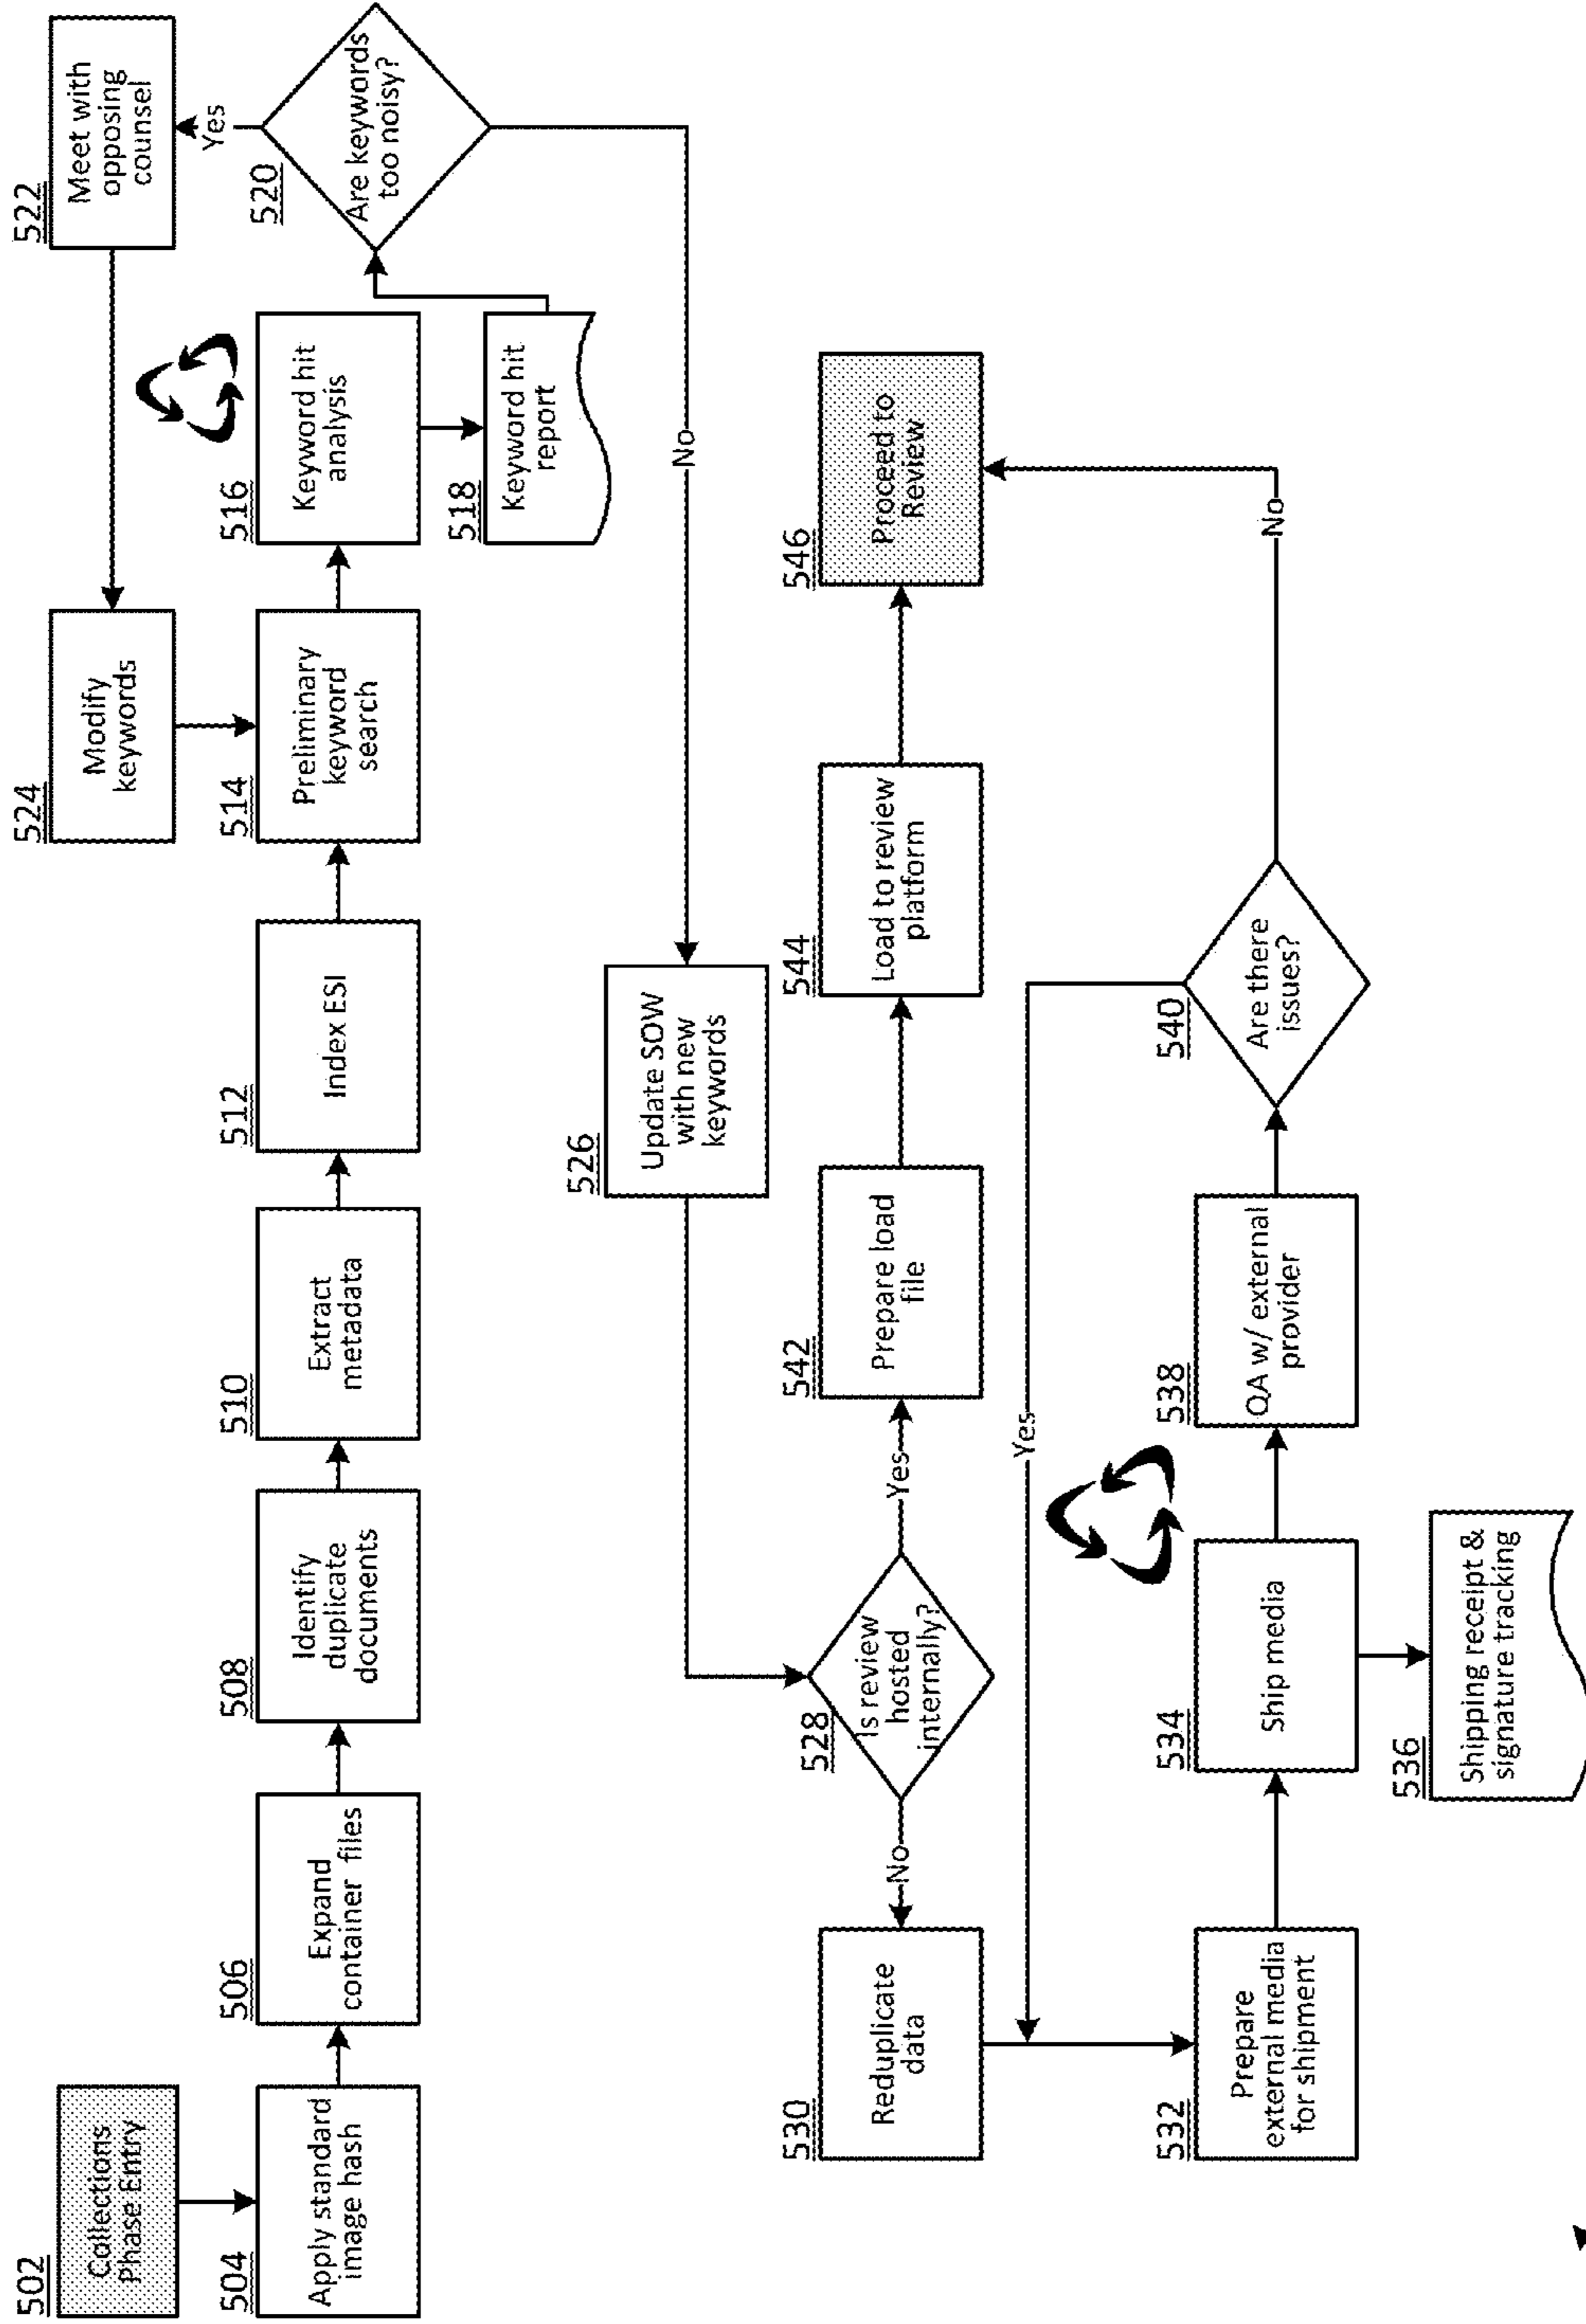 502
Collections
Phase Entry
504
Apply standard
image hash
506
Expand
container files
508
Identify
duplicate
documents
510
Extract
metadata
512
Index ESI
514
Preliminary
keyword
search
516
Keyword hit
analysis
518
Keyword hit
report
520
Are keywords
too noisy?
Yes
522
Meet with
opposing
counsel
524
Modify
keywords
No
526
Update SOW
with new
keywords
528
Is review
hosted
internally?
Yes
542
Prepare load
file
544
Load to review
platform
546
Proceed to
Review
No
530
Reduplicate
data
532
Prepare
external media
for shipment
534
Ship media
536
Shipping receipt &
signature tracking
538
QA w/ external
provider
540
Are there
issues?
Yes
No